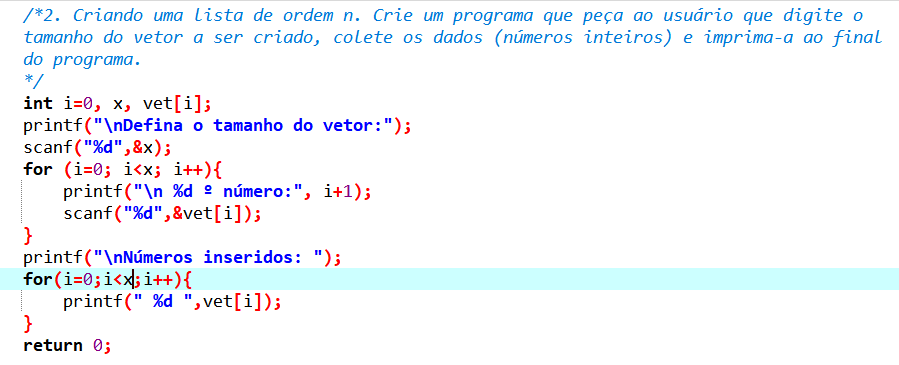 /*2. Criando uma lista de ordem n. Crie um programa que peça ao usuário que digite o
tamanho do vetor a ser criado, colete os dados (números inteiros) e imprima-a ao final
do programa.
*/
int i=0, x, vet[i];
printf("\nDefina o tamanho do vetor:");
scanf("%d",&x);
for (i=0; i<x; i++){
    printf("\n %d º número:", i+1);
    scanf("%d",&vet[i]);
}
printf("\nNúmeros inseridos: ");
for(i=0;i<x;i++){
    printf(" %d ",vet[i]);
}
return 0;